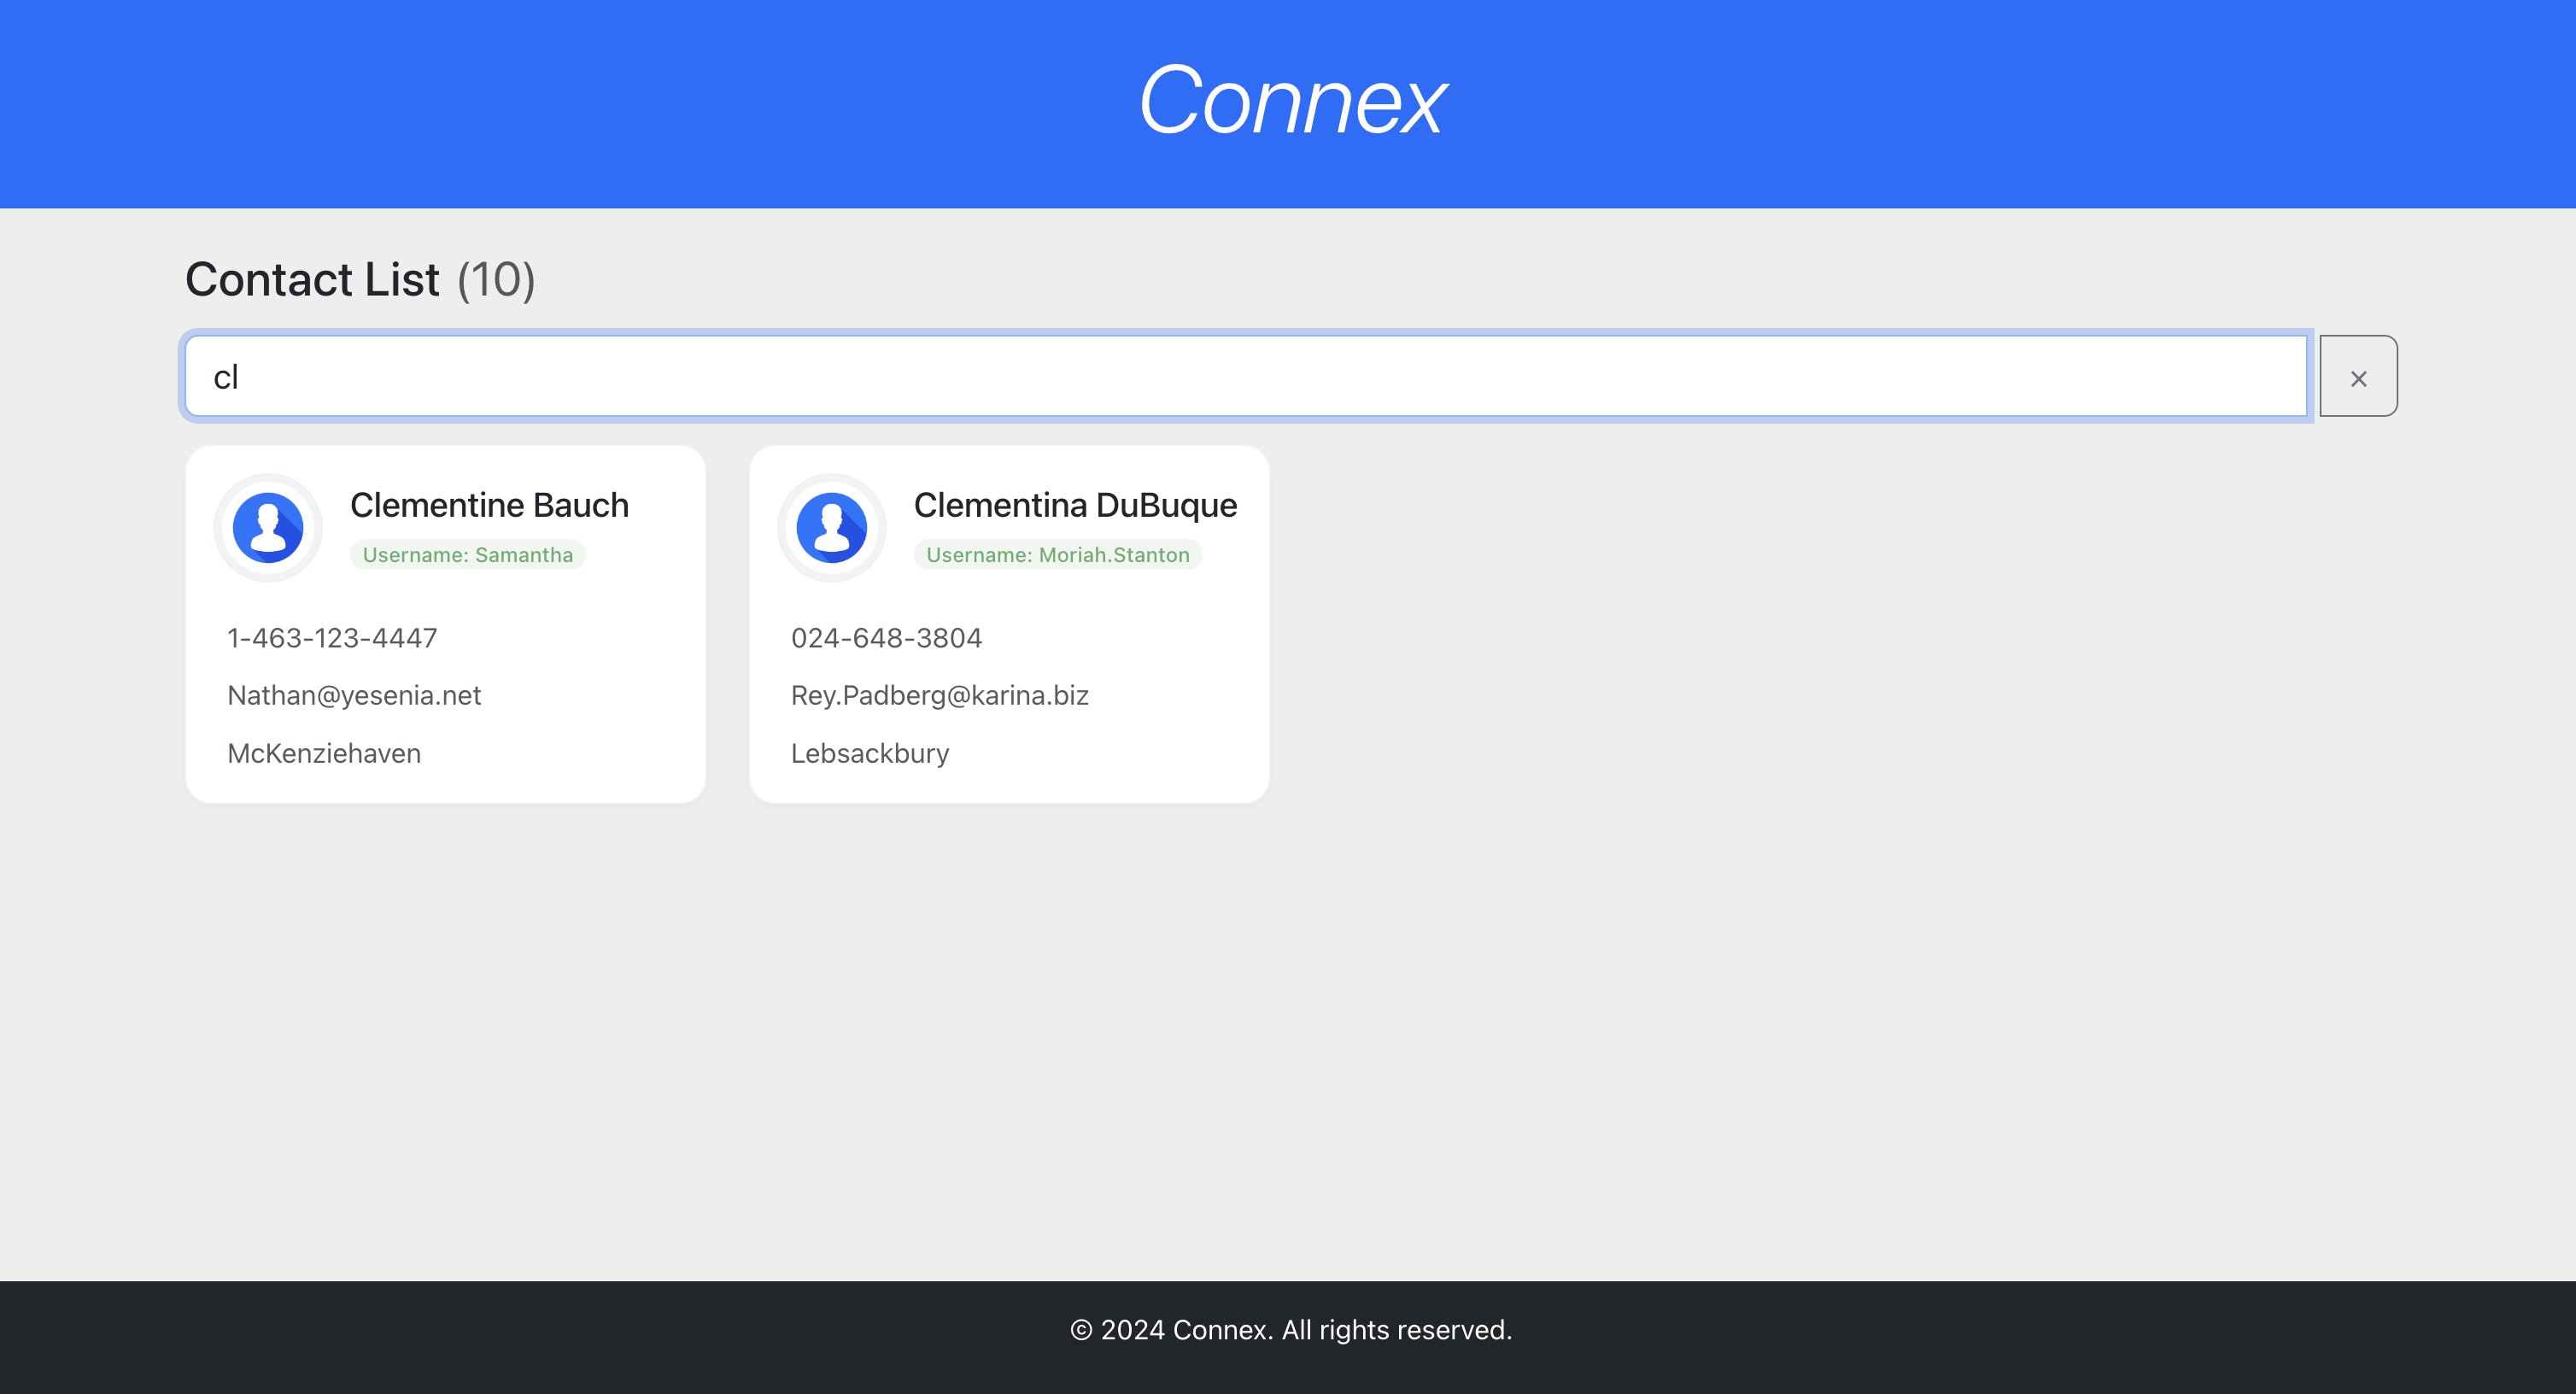 Connex
Contact List (10)
cl
×
Clementine Bauch
Username: Samantha
1-463-123-4447
Nathan@yesenia.net
McKenziehaven
Clementina DuBuque
Username: Moriah.Stanton
024-648-3804
Rey.Padberg@karina.biz
Lebsackbury
© 2024 Connex. All rights reserved.